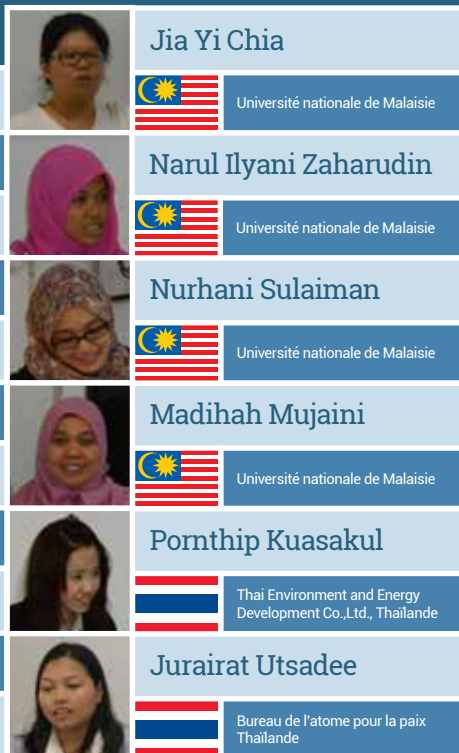 Jia Yi Chia
Université nationale de Malaisie
Narul Ilyani Zaharudin
Université nationale de Malaisie
Nurhani Sulaiman
Université nationale de Malaisie
Madihah Mujaini
Université nationale de Malaisie
Pornthip Kuasakul
Thai Environment and Energy
Development Co.,Ltd., Thaïlande
Jurairat Utsadee
Bureau de l'atome pour la paix
Thaïlande